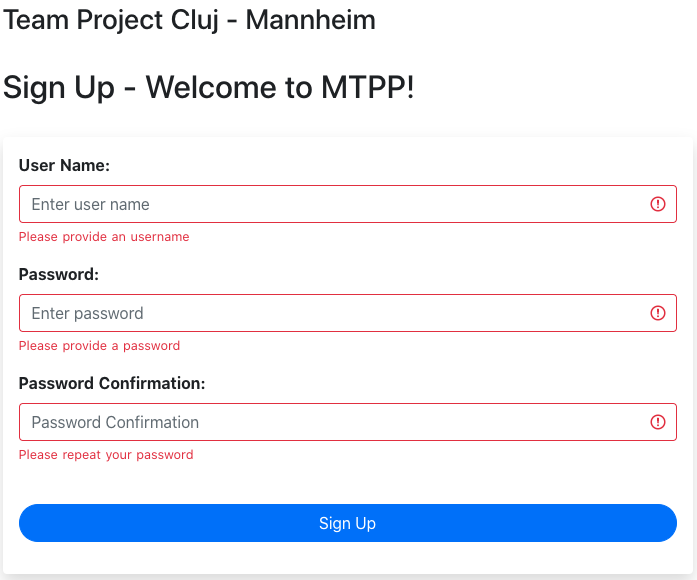 Team Project Cluj - Mannheim
Sign Up - Welcome to MTPP!
User Name:
Enter user name
Please provide an username
Password:
Enter password
Please provide a password
Password Confirmation:
Password Confirmation
Please repeat your password
Sign Up